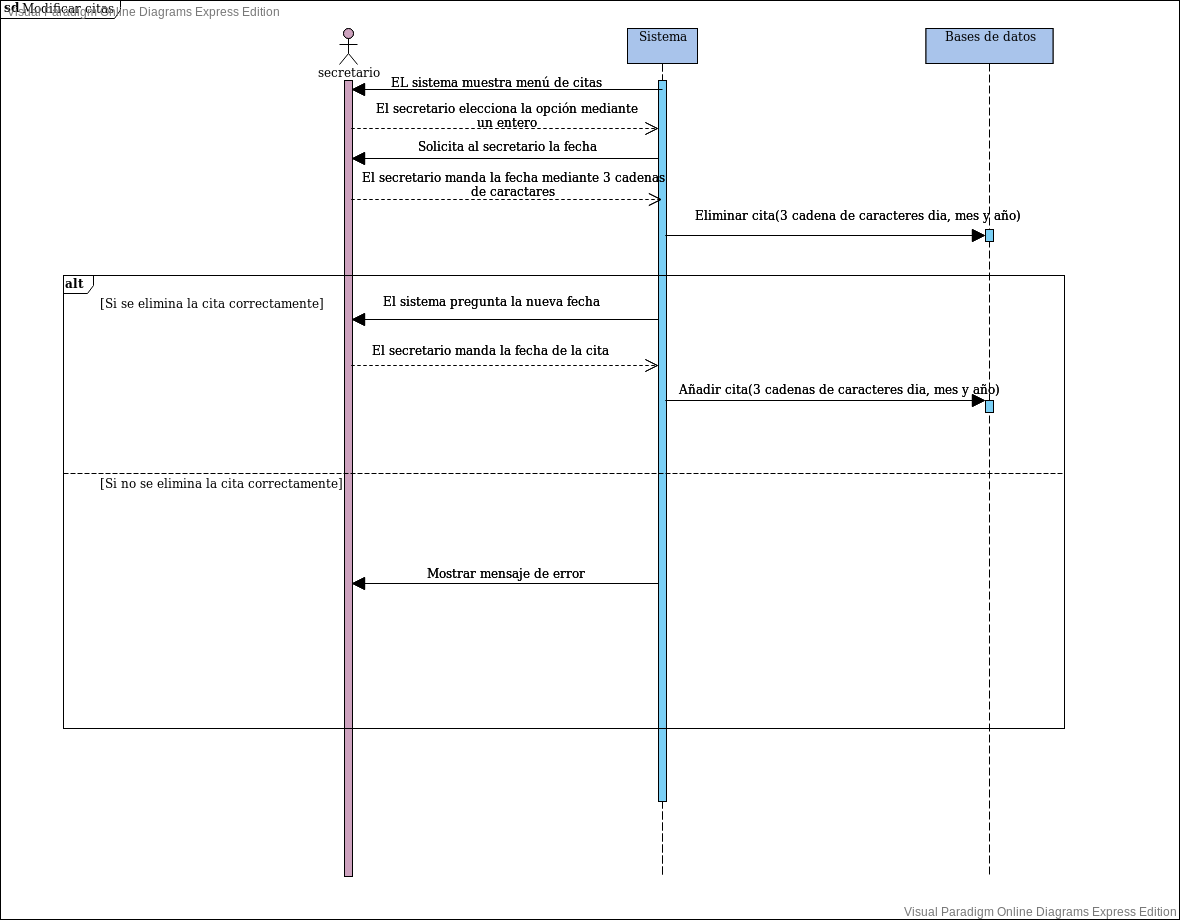 sd Modificar citas
Visual Paradigm Online Diagrams Express Edition
secretario
Sistema
Bases de datos
EL sistema muestra menú de citas
El secretario elecciona la opción mediante
un entero
Solicita al secretario la fecha
El secretario manda la fecha mediante 3 cadenas
de caractares
Eliminar cita(3 cadena de caracteres dia, mes y año)
alt
[Si se elimina la cita correctamente]
El sistema pregunta la nueva fecha
El secretario manda la fecha de la cita
Añadir cita(3 cadenas de caracteres dia, mes y año)
[Si no se elimina la cita correctamente]
Mostrar mensaje de error
Visual Paradigm Online Diagrams Express Edition